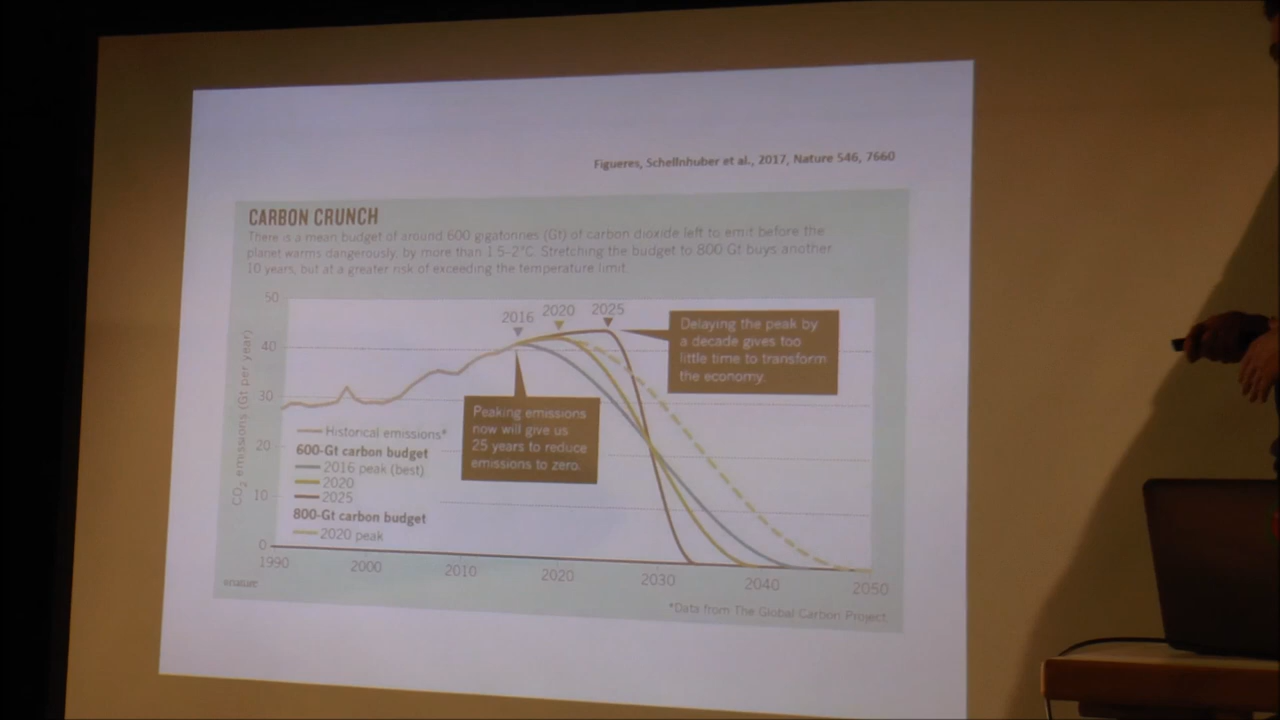 Figueres, Schellnhuber et al., 2017, Nature 546, 7660
CARBON CRUNCH
There is a mean budget of around 600 gigatonnes (Gt) of carbon dioxide left to emit before the
planet warms dangerously, by more than 1.5–2°C. Stretching the budget to 800 Gt buys another
10 years, but at a greater risk of exceeding the temperature limit.
CO2 emissions (Gt per year)
50
40
30
20
10
0
2016
2020
2025
Delaying the peak by
a decade gives too
little time to transform
the economy.
Peaking emissions
now will give us
25 years to reduce
emissions to zero.
Historical emissions*
600-Gt carbon budget
2016 peak (best)
2020
2025
800-Gt carbon budget
2020 peak
1990
2000
2010
2020
2030
2040
2050
©nature
*Data from The Global Carbon Project.